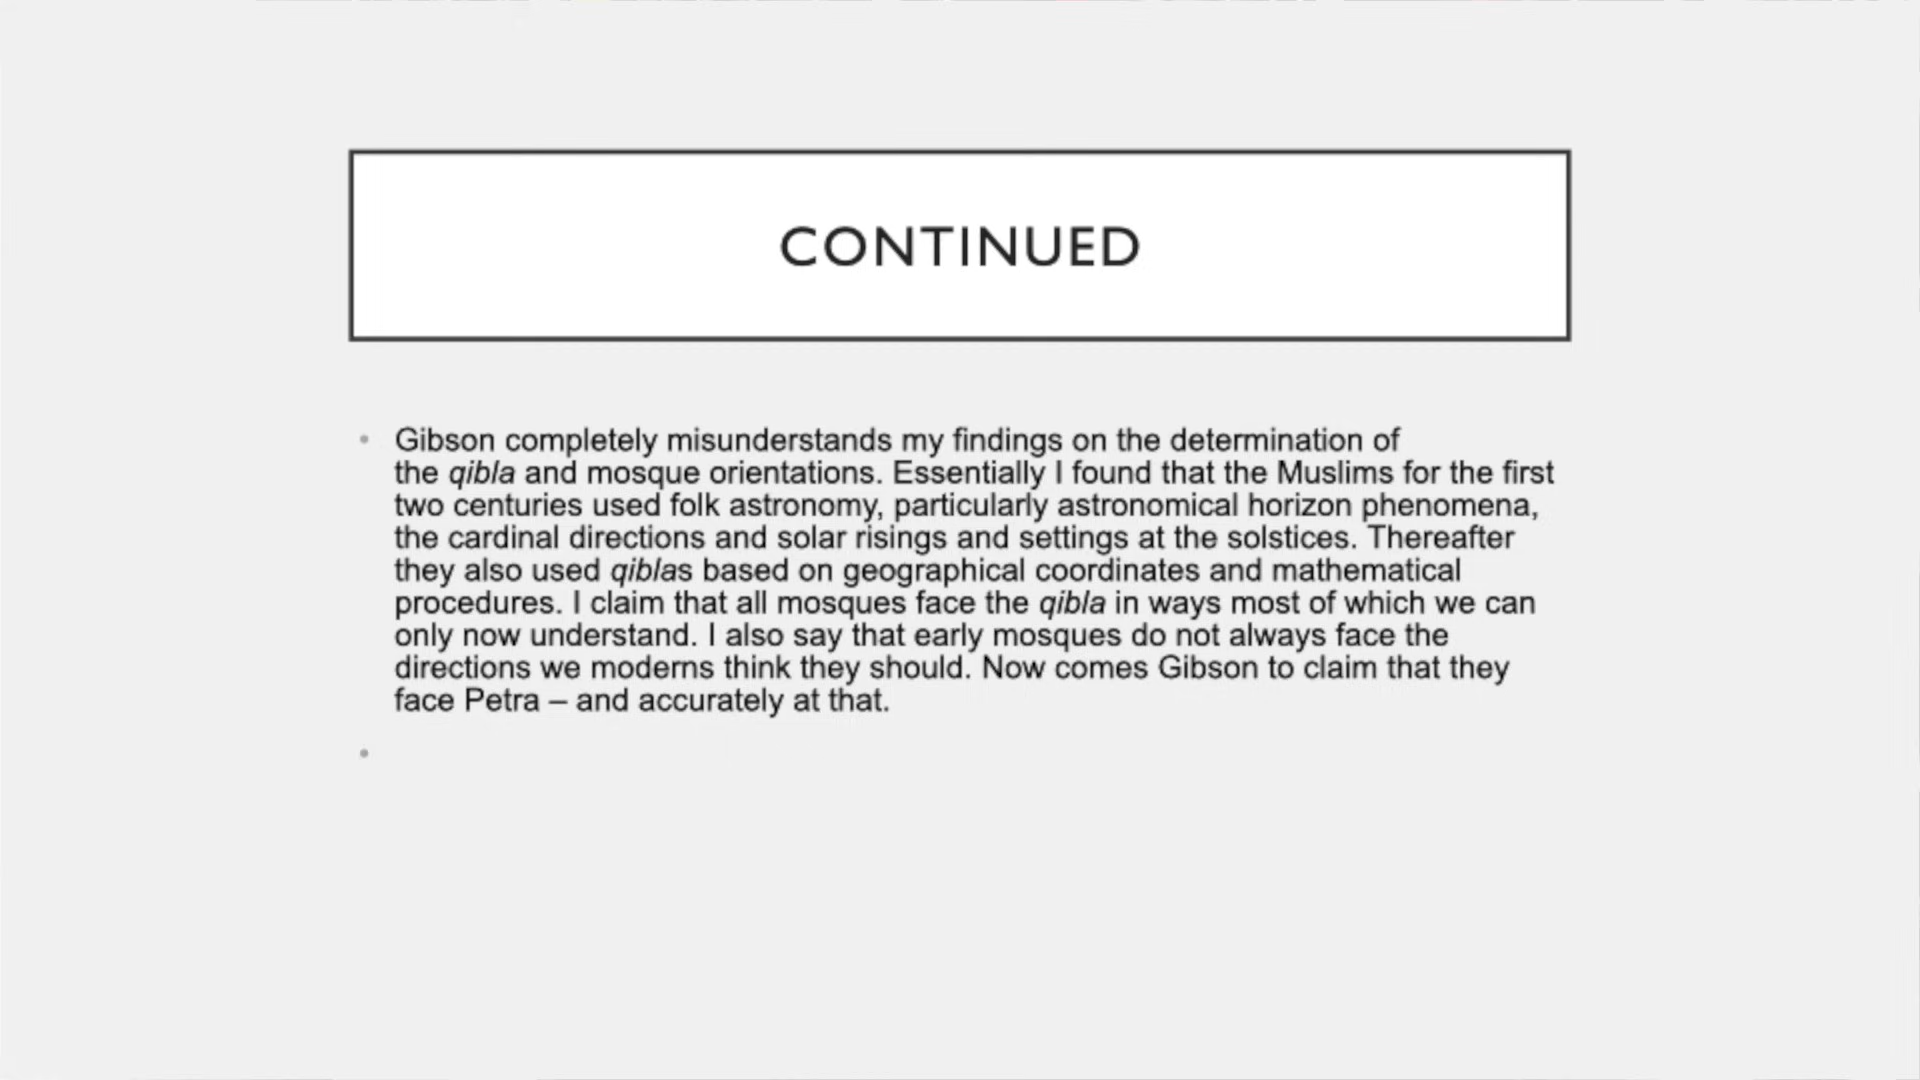 CONTINUED
Gibson completely misunderstands my findings on the determination of
the qibla and mosque orientations. Essentially I found that the Muslims for the first
two centuries used folk astronomy, particularly astronomical horizon phenomena,
the cardinal directions and solar risings and settings at the solstices. Thereafter
they also used qiblas based on geographical coordinates and mathematical
procedures. I claim that all mosques face the qibla in ways most of which we can
only now understand. I also say that early mosques do not always face the
directions we moderns think they should. Now comes Gibson to claim that they
face Petra – and accurately at that.